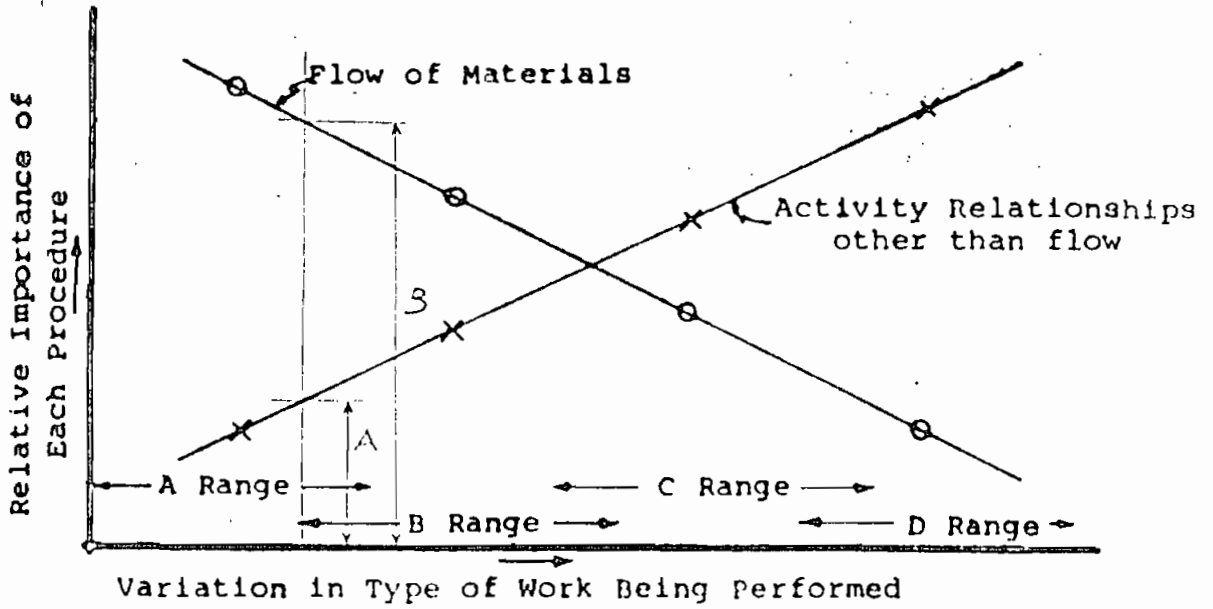 Relative Importance of
Each Procedure
Flow of Materials
Activity Relationships
other than flow
B
A
A Range
B Range
C Range
D Range
Variation in Type of Work Being Performed